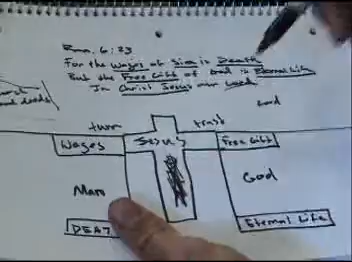 Rom. 6:23
For the Wages of Sin is Death
But the Free Gift of God is Eternal Life
In Christ Jesus our Lord
Lord
turn trust
Wages Jesus Free Gift
Man God
DEAT Eternal Life